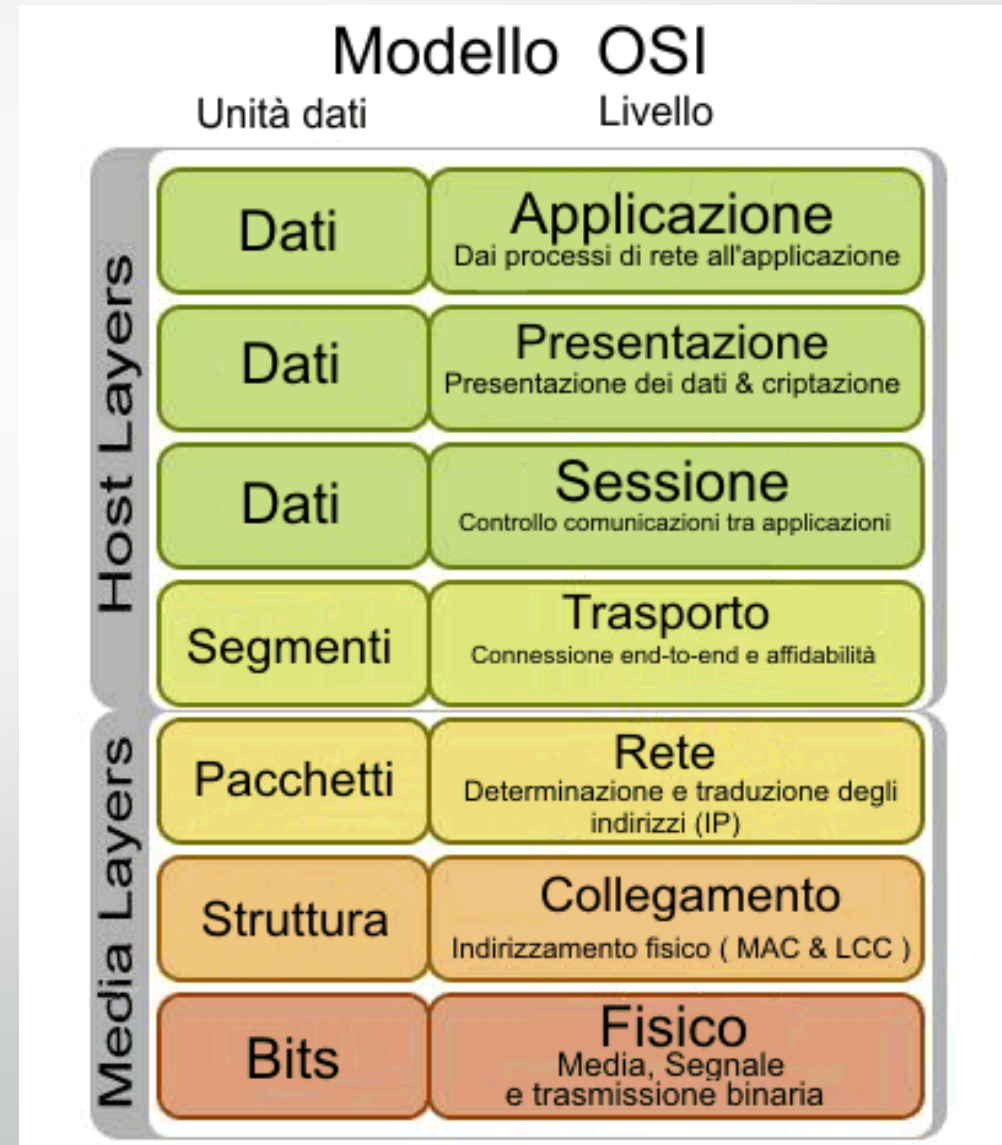 Modello OSI
Unità dati
Livello
Host Layers
Dati
Applicazione
Dai processi di rete all'applicazione
Dati
Presentazione
Presentazione dei dati & criptazione
Dati
Sessione
Controllo comunicazioni tra applicazioni
Segmenti
Trasporto
Connessione end-to-end e affidabilità
Media Layers
Pacchetti
Rete
Determinazione e traduzione degli
indirizzi (IP)
Struttura
Collegamento
Indirizzamento fisico ( MAC & LCC )
Bits
Fisico
Media, Segnale
e trasmissione binaria